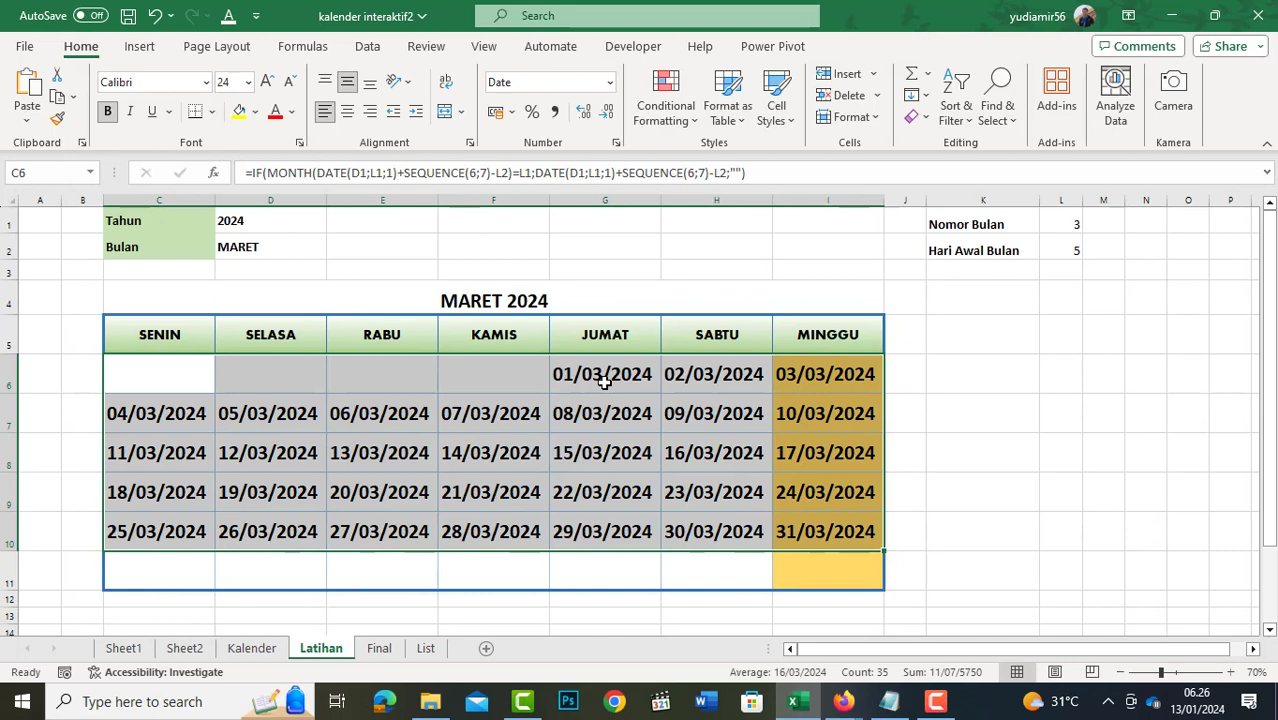 AutoSave Off kalender interaktif2 Search yudiamir56
File Home Insert Page Layout Formulas Data Review View Automate Developer Help Power Pivot Comments Share
Calibri 24 Date Insert
Paste B I U Conditional Formatting Format as Table Cell Styles Delete Format Sort & Filter Find & Select Add-ins Analyze Data Camera
Clipboard Font Alignment Number Styles Cells Editing Add-ins Camera
C6 =IF(MONTH(DATE(D1;L1;1)+SEQUENCE(6;7)-L2)=L1;DATE(D1;L1;1)+SEQUENCE(6;7)-L2;"")
A B C D E F G H I J K L M N O P
1 Tahun 2024 Nomor Bulan 3
2 Bulan MARET Hari Awal Bulan 5
3
4 MARET 2024
5 SENIN SELASA RABU KAMIS JUMAT SABTU MINGGU
6 01/03/2024 02/03/2024 03/03/2024
7 04/03/2024 05/03/2024 06/03/2024 07/03/2024 08/03/2024 09/03/2024 10/03/2024
8 11/03/2024 12/03/2024 13/03/2024 14/03/2024 15/03/2024 16/03/2024 17/03/2024
9 18/03/2024 19/03/2024 20/03/2024 21/03/2024 22/03/2024 23/03/2024 24/03/2024
10 25/03/2024 26/03/2024 27/03/2024 28/03/2024 29/03/2024 30/03/2024 31/03/2024
11
12
13
14
Sheet1 Sheet2 Kalender Latihan Final List
Ready Accessibility: Investigate Average: 16/03/2024 Count: 35 Sum: 11/07/5750 70%
Type here to search 31°C 06.26
13/01/2024